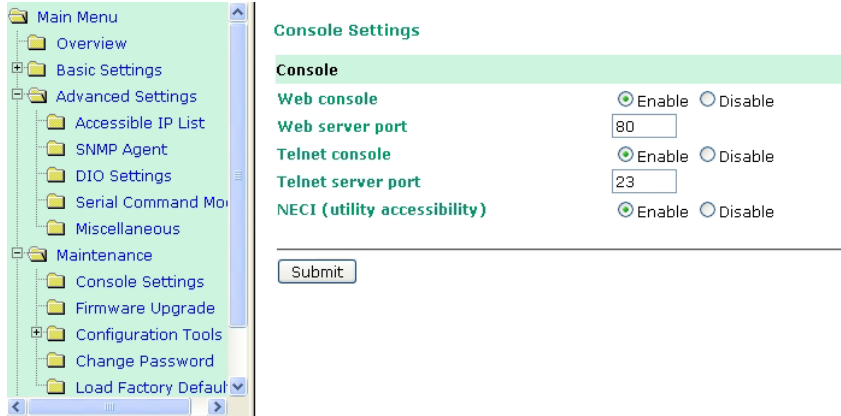 Main Menu
Overview
Basic Settings
Advanced Settings
Accessible IP List
SNMP Agent
DIO Settings
Serial Command
Miscellaneous
Maintenance
Console Settings
Firmware Upgrade
Configuration Tools
Change Password
Load Factory
Console Settings
Console
Web console Enable Disable
Web server port 80
Telnet console Enable Disable
Telnet server port 23
NECI (utility accessibility) Enable Disable
Submit